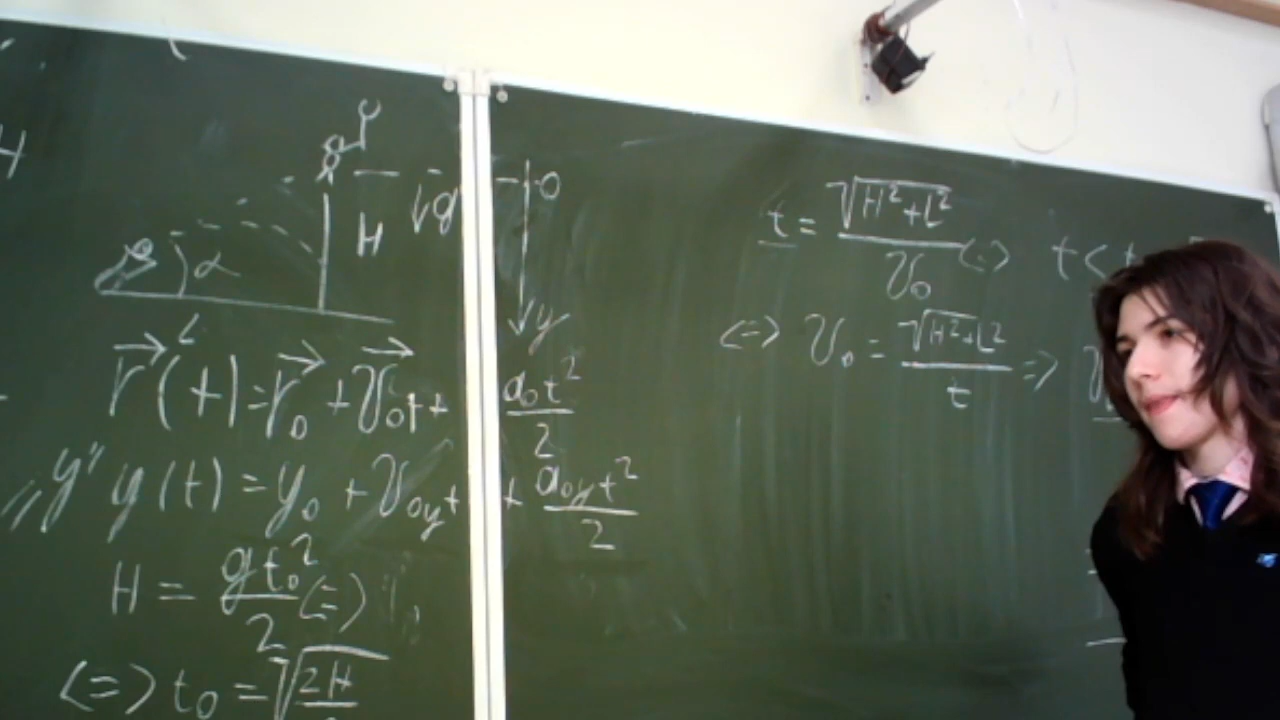 H
H
g
0
α
L
y
r⃗(t)=r⃗₀+v⃗₀t+a₀t²/2
"y" y(t)=y₀+v₀yt+a₀yt²/2
H=gt₀²/2 <=>
<=> t₀=√2H
t=√H²+L²/v₀ <=> t<t
<=> v₀=√H²+L²/t =>